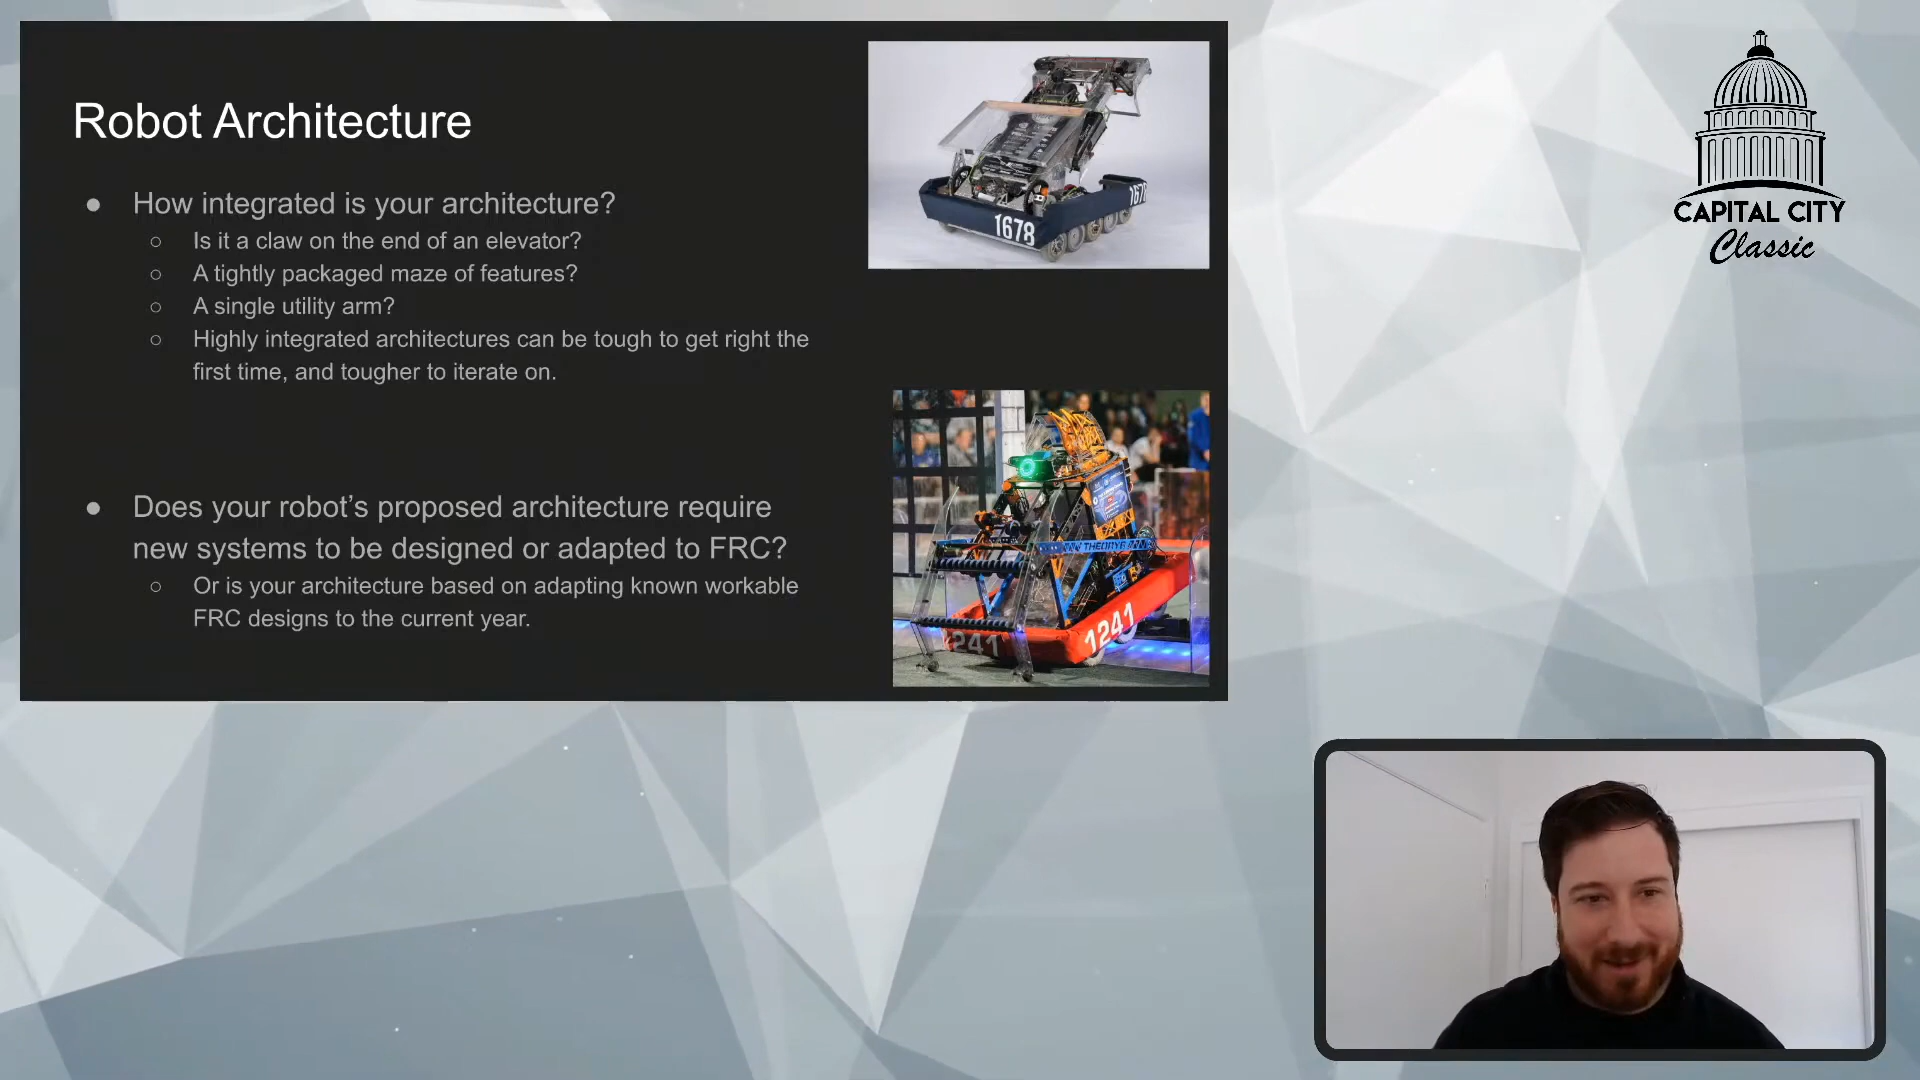 Robot Architecture
● How integrated is your architecture?
○ Is it a claw on the end of an elevator?
○ A tightly packaged maze of features?
○ A single utility arm?
○ Highly integrated architectures can be tough to get right the
first time, and tougher to iterate on.
● Does your robot’s proposed architecture require
new systems to be designed or adapted to FRC?
○ Or is your architecture based on adapting known workable
FRC designs to the current year.
1678
1678
THEORY6
1241
1241
CAPITAL CITY
Classic